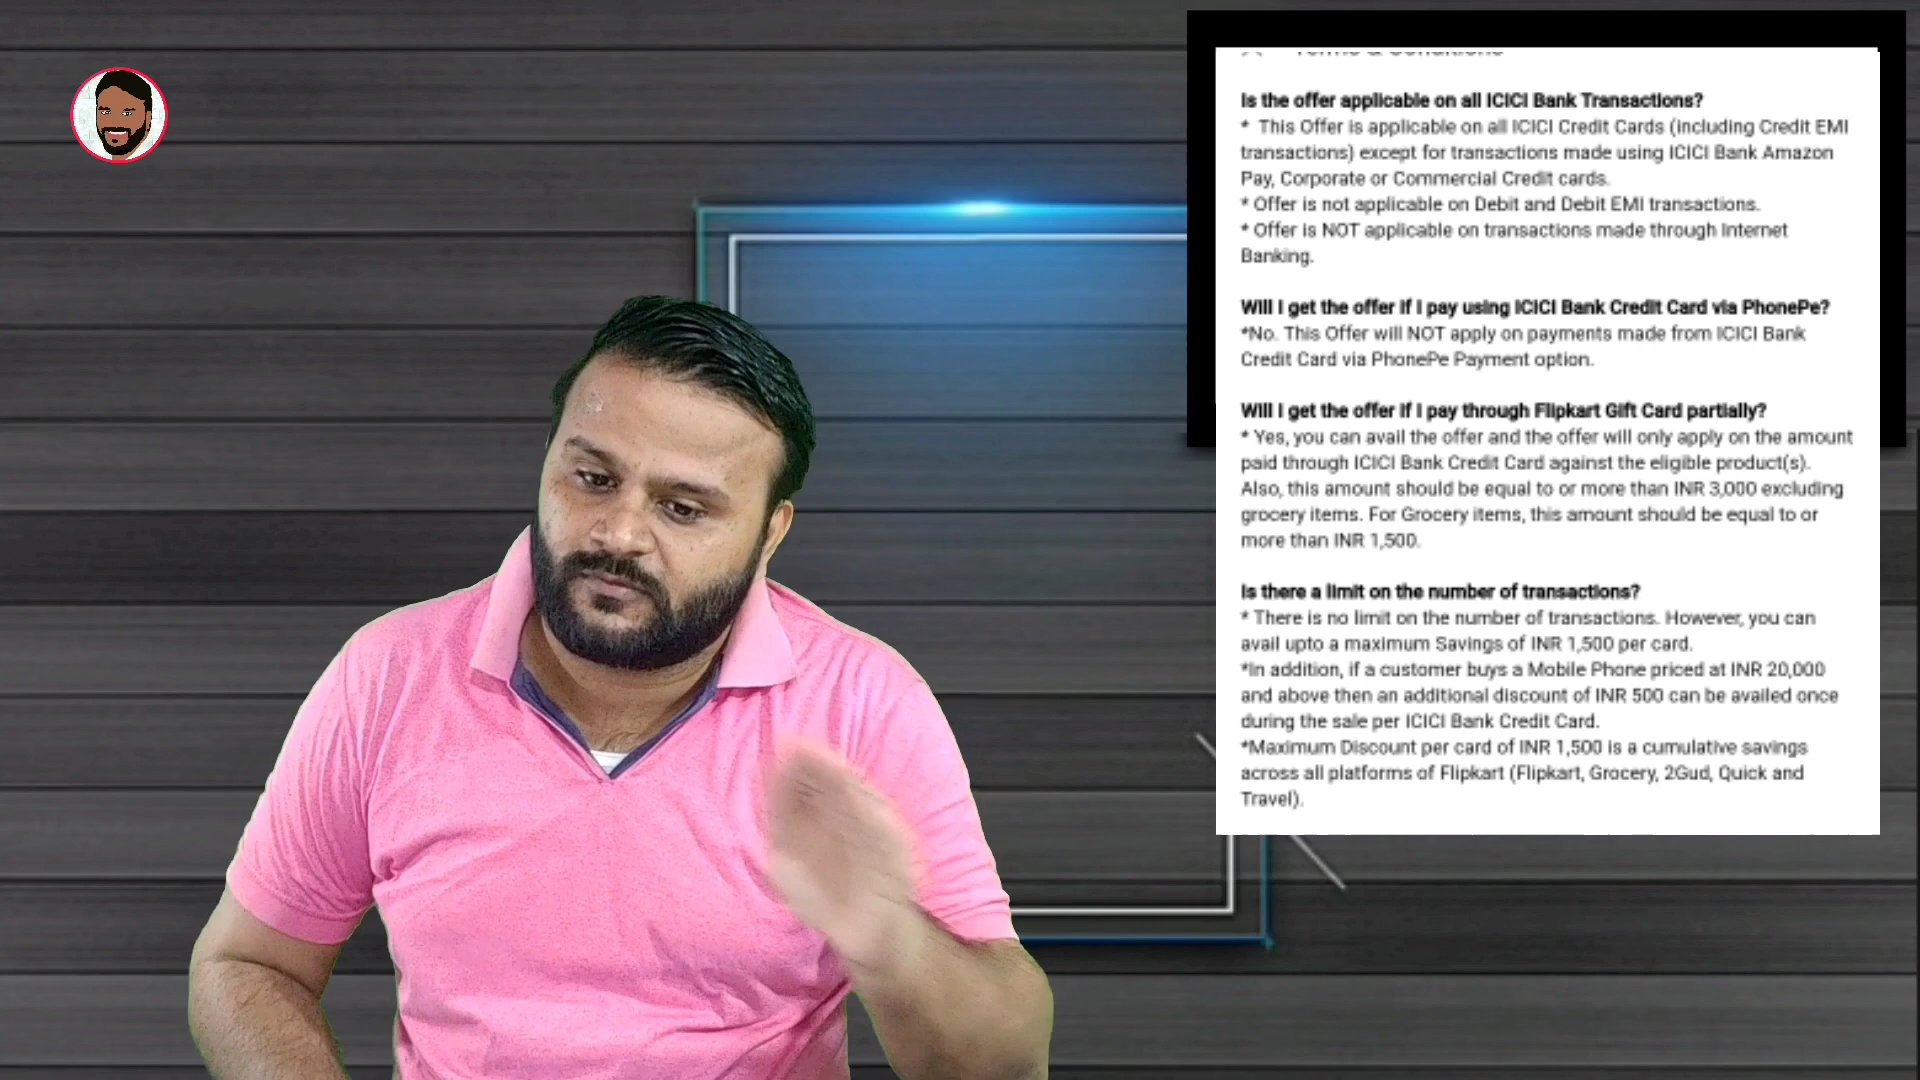 Terms & Conditions
Is the offer applicable on all ICICI Bank Transactions?
* This Offer is applicable on all ICICI Credit Cards (including Credit EMI
transactions) except for transactions made using ICICI Bank Amazon
Pay, Corporate or Commercial Credit cards.
* Offer is not applicable on Debit and Debit EMI transactions.
* Offer is NOT applicable on transactions made through Internet
Banking.
Will I get the offer if I pay using ICICI Bank Credit Card via PhonePe?
*No. This Offer will NOT apply on payments made from ICICI Bank
Credit Card via PhonePe Payment option.
Will I get the offer if I pay through Flipkart Gift Card partially?
* Yes, you can avail the offer and the offer will only apply on the amount
paid through ICICI Bank Credit Card against the eligible product(s).
Also, this amount should be equal to or more than INR 3,000 excluding
grocery items. For Grocery items, this amount should be equal to or
more than INR 1,500.
Is there a limit on the number of transactions?
* There is no limit on the number of transactions. However, you can
avail upto a maximum Savings of INR 1,500 per card.
*In addition, if a customer buys a Mobile Phone priced at INR 20,000
and above then an additional discount of INR 500 can be availed once
during the sale per ICICI Bank Credit Card.
*Maximum Discount per card of INR 1,500 is a cumulative savings
across all platforms of Flipkart (Flipkart, Grocery, 2Gud, Quick and
Travel).